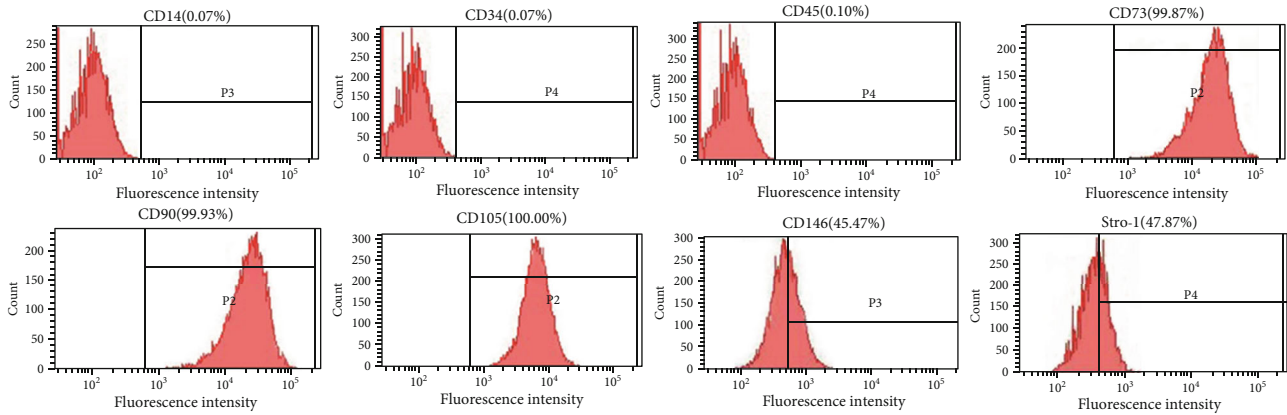 CD14(0.07%)
Count
250
200
150
100
50
0
P3
10²
10³
10⁴
10⁵
Fluorescence intensity
CD34(0.07%)
Count
300
250
200
150
100
50
0
P4
10²
10³
10⁴
10⁵
Fluorescence intensity
CD45(0.10%)
Count
300
250
200
150
100
50
0
P4
10²
10³
10⁴
10⁵
Fluorescence intensity
CD73(99.87%)
Count
200
150
100
50
0
P2
10²
10³
10⁴
10⁵
Fluorescence intensity
CD90(99.93%)
Count
200
150
100
50
0
P2
10²
10³
10⁴
10⁵
Fluorescence intensity
CD105(100.00%)
Count
300
250
200
150
100
50
0
P2
10²
10³
10⁴
10⁵
Fluorescence intensity
CD146(45.47%)
Count
300
250
200
150
100
50
0
P3
10²
10³
10⁴
10⁵
Fluorescence intensity
Stro-1(47.87%)
Count
300
250
200
150
100
50
0
P4
10²
10³
10⁴
10⁵
Fluorescence intensity